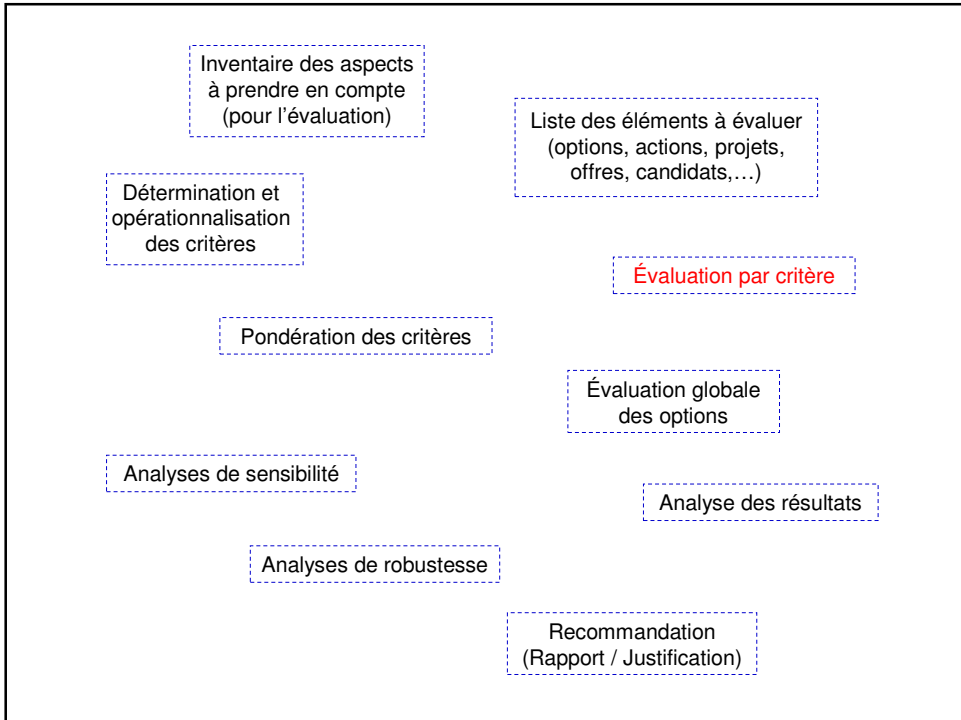 Inventaire des aspects
à prendre en compte
(pour l'évaluation)
Liste des éléments à évaluer
(options, actions, projets,
offres, candidats,…)
Détermination et
opérationnalisation
des critères
Évaluation par critère
Pondération des critères
Évaluation globale
des options
Analyses de sensibilité
Analyse des résultats
Analyses de robustesse
Recommandation
(Rapport / Justification)